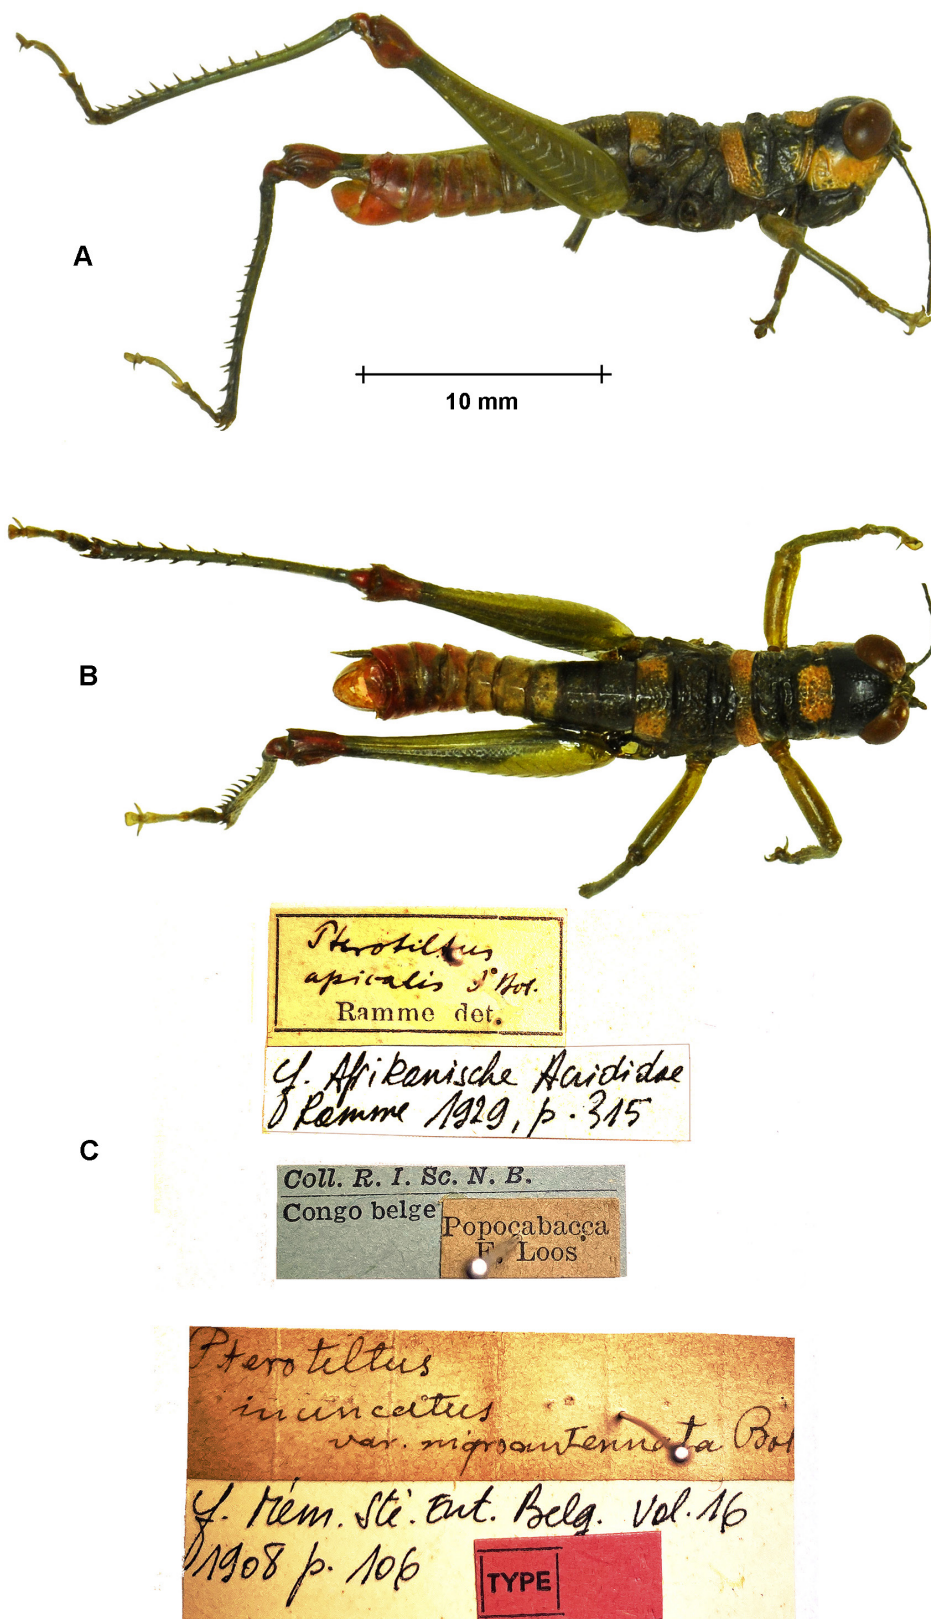 A
10 mm
B
Pterotiltus
apicalis I. Bol.
Ramme det.
cf. Afrikanische Acrididae
Ramme 1929, p. 315
C
Coll. R. I. Sc. N. B.
Congo belge
Popocabacca
E. Loos
Pterotiltus
inuncatus
var. nigroantennata Bol
cf. Mém. Sté. Ent. Belg. Vol. 16
1908 p. 106
TYPE